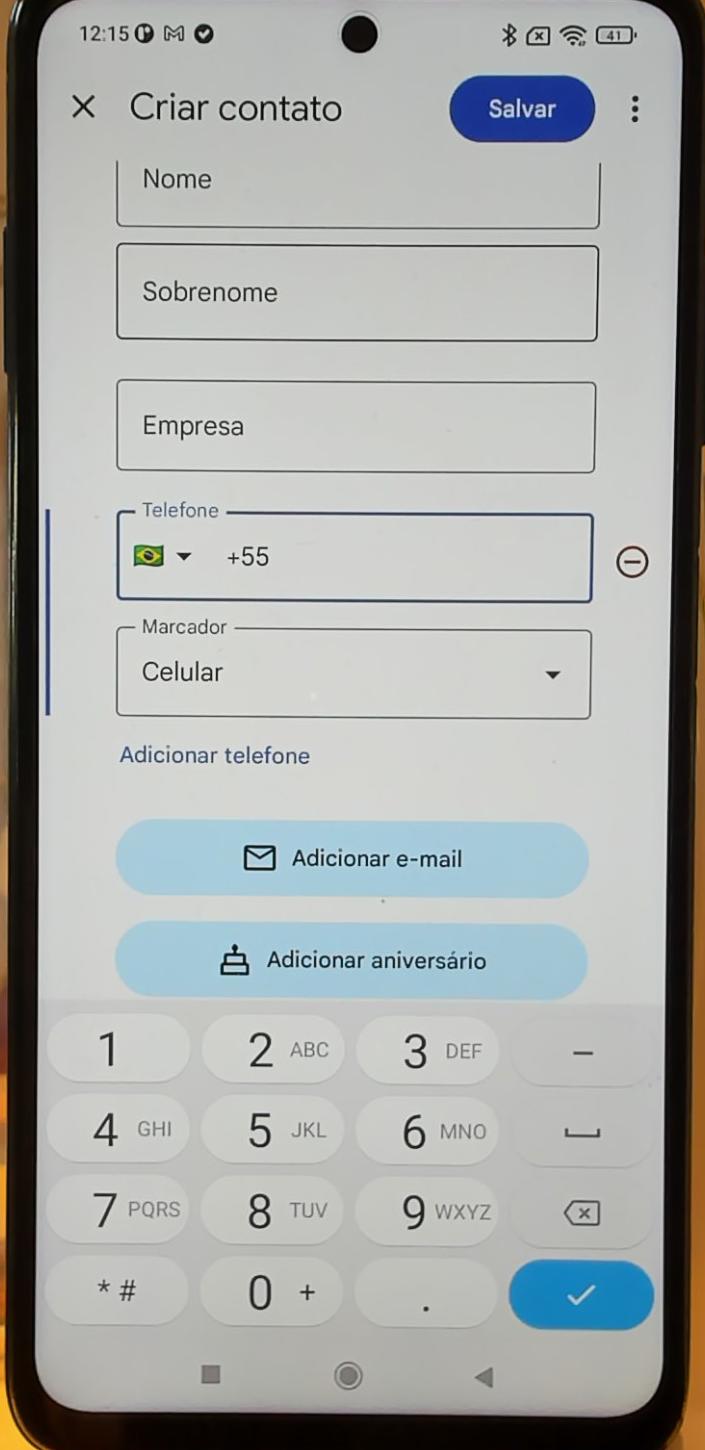 12:15
41
Criar contato
Salvar
Nome
Sobrenome
Empresa
Telefone
+55
Marcador
Celular
Adicionar telefone
Adicionar e-mail
Adicionar aniversário
1 2 ABC 3 DEF –
4 GHI 5 JKL 6 MNO
7 PQRS 8 TUV 9 WXYZ
* # 0 + .